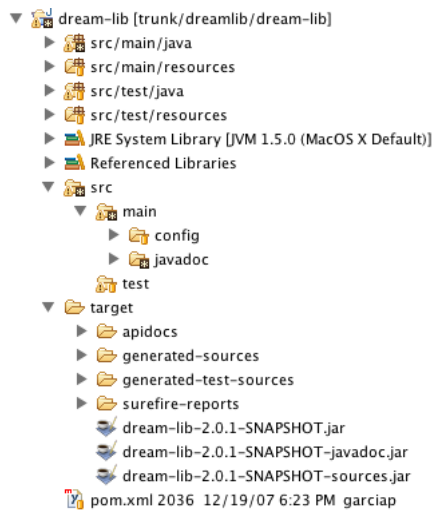 dream-lib [trunk/dreamlib/dream-lib]
src/main/java
src/main/resources
src/test/java
src/test/resources
JRE System Library [JVM 1.5.0 (MacOS X Default)]
Referenced Libraries
src
main
config
javadoc
test
target
apidocs
generated-sources
generated-test-sources
surefire-reports
dream-lib-2.0.1-SNAPSHOT.jar
dream-lib-2.0.1-SNAPSHOT-javadoc.jar
dream-lib-2.0.1-SNAPSHOT-sources.jar
pom.xml 2036 12/19/07 6:23 PM garciap